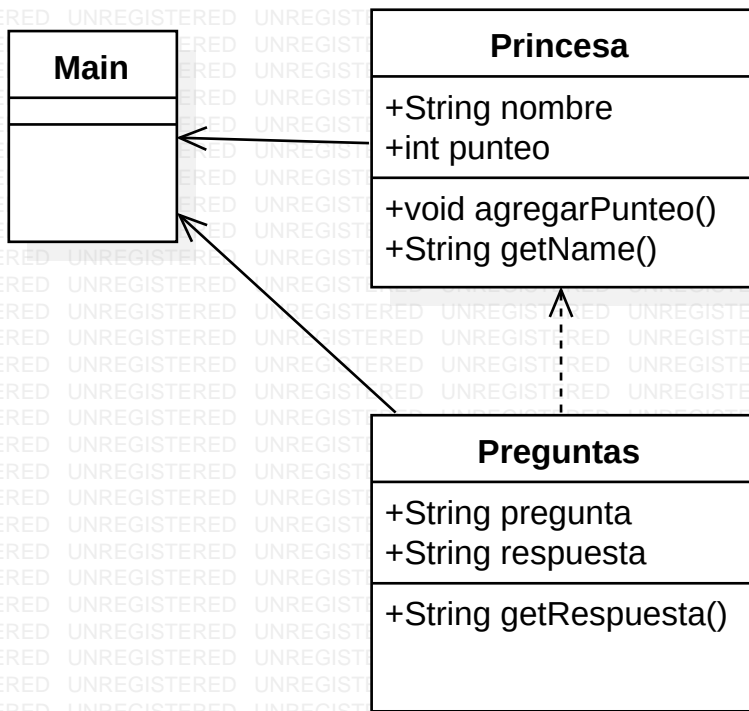 Main
Princesa
+String nombre
+int punteo
+void agregarPunteo()
+String getName()
Preguntas
+String pregunta
+String respuesta
+String getRespuesta()